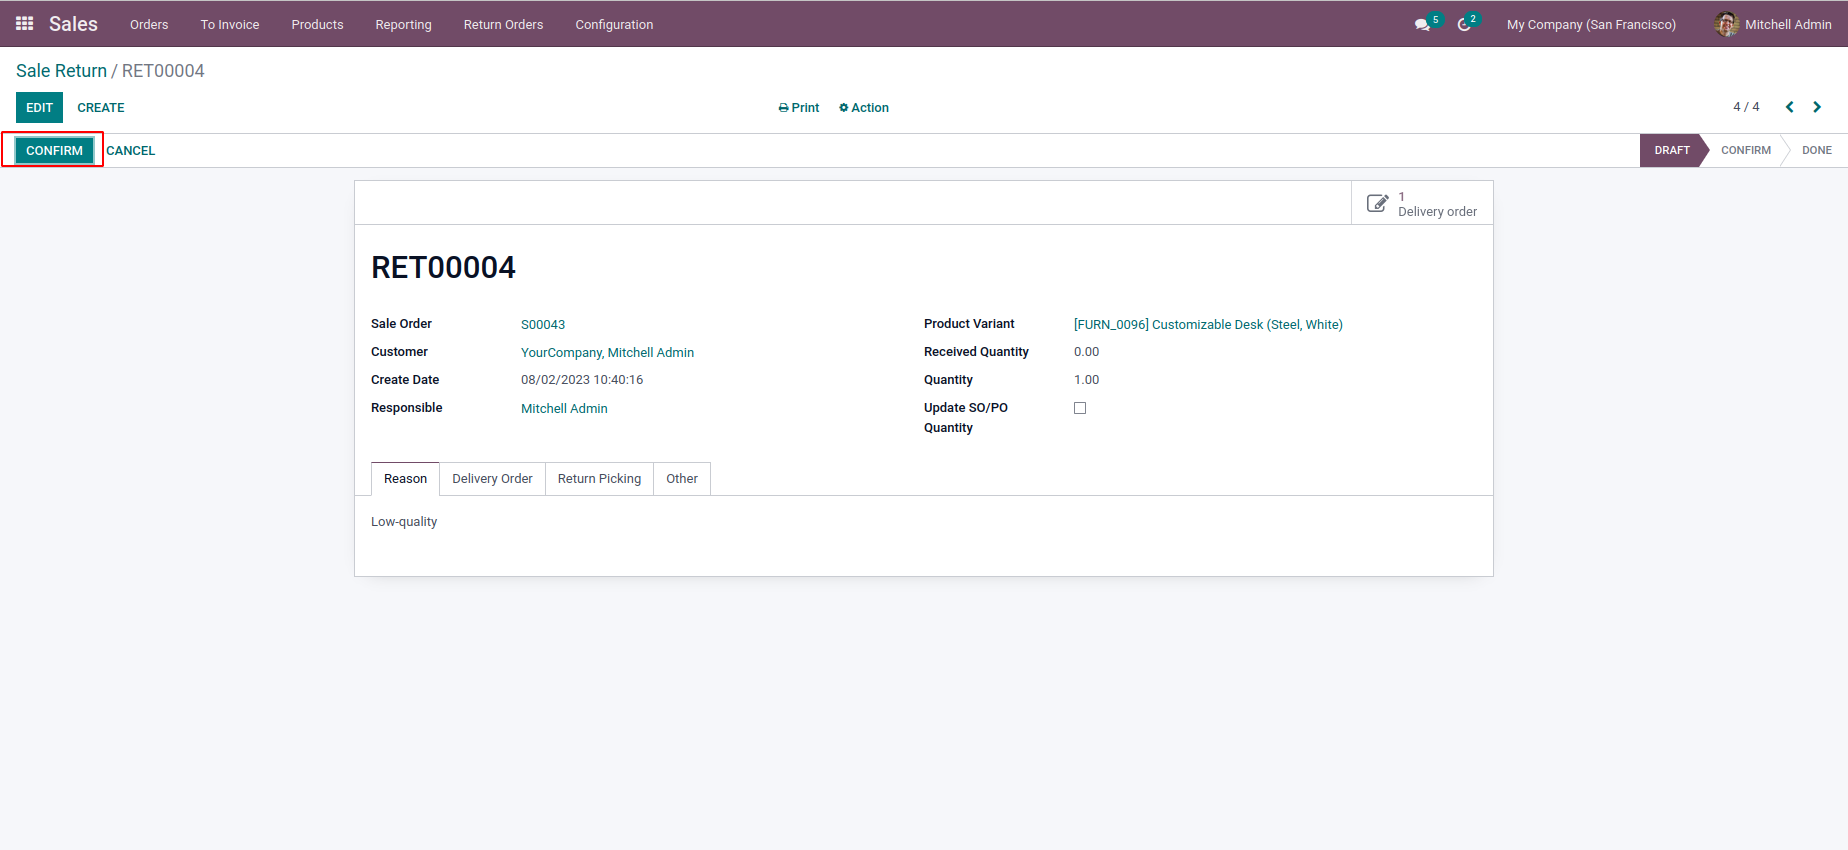 Sales Orders To Invoice Products Reporting Return Orders Configuration 5 2 My Company (San Francisco) Mitchell Admin
Sale Return / RET00004
EDIT CREATE Print Action 4 / 4
CONFIRM CANCEL DRAFT CONFIRM DONE
1
Delivery order
RET00004
Sale Order S00043 Product Variant [FURN_0096] Customizable Desk (Steel, White)
Customer YourCompany, Mitchell Admin Received Quantity 0.00
Create Date 08/02/2023 10:40:16 Quantity 1.00
Responsible Mitchell Admin Update SO/PO
Quantity
Reason Delivery Order Return Picking Other
Low-quality